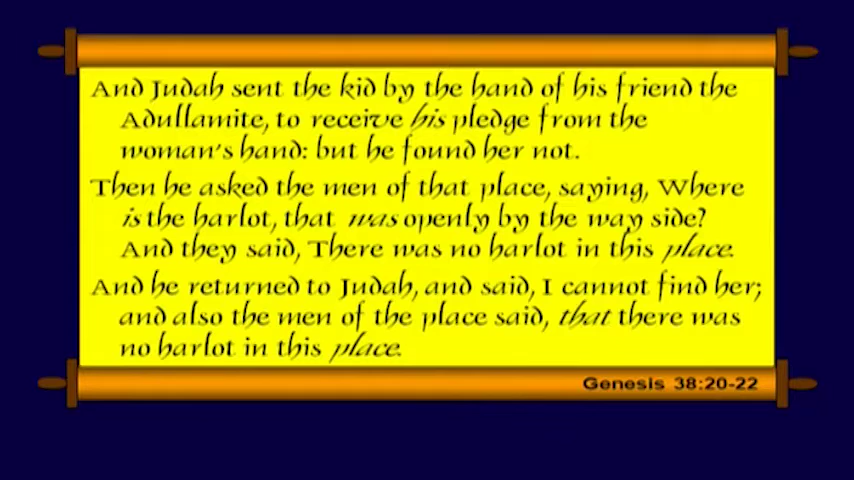 And Judah sent the kid by the hand of his friend the
Adullamite, to receive his pledge from the
woman's hand: but he found her not.
Then he asked the men of that place, saying, Where
is the harlot, that was openly by the way side?
And they said, There was no harlot in this place.
And he returned to Judah, and said, I cannot find her;
and also the men of the place said, that there was
no harlot in this place.
Genesis 38:20-22